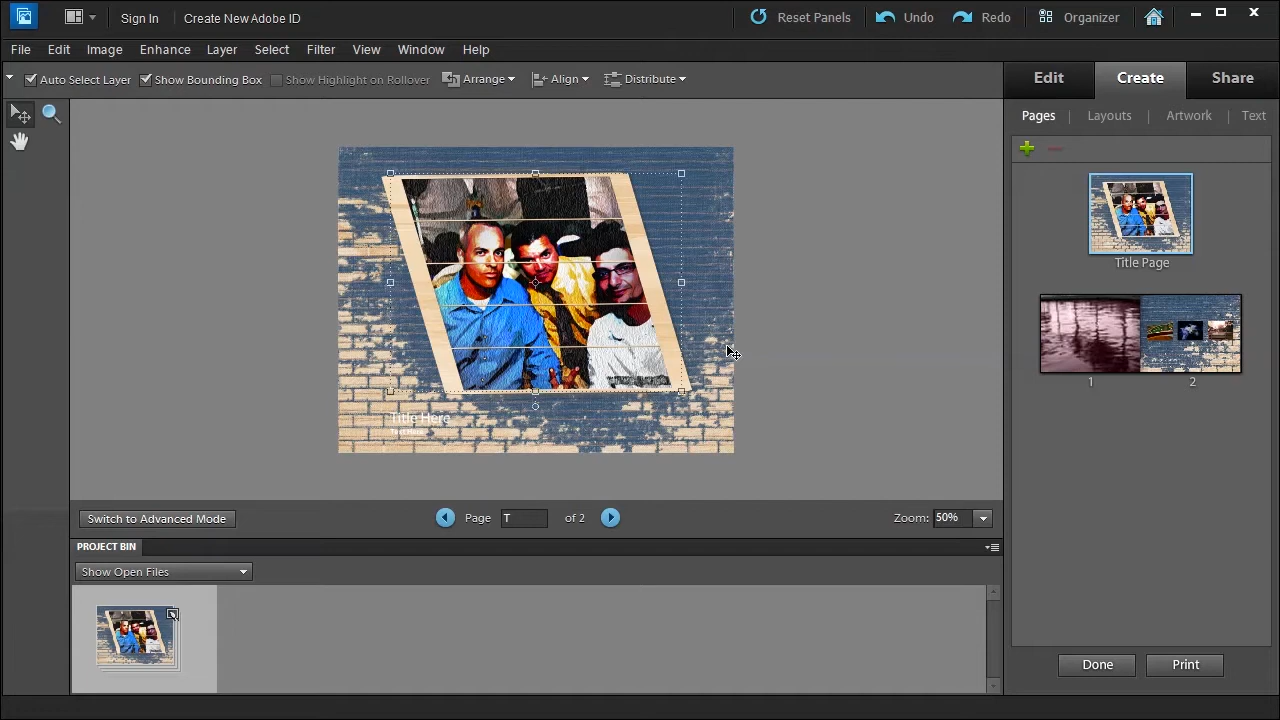 Sign In
Create New Adobe ID
Reset Panels
Undo
Redo
Organizer
File Edit Image Enhance Layer Select Filter View Window Help
Auto Select Layer Show Bounding Box Show Highlight on Rollover Arrange Align Distribute
Edit Create Share
Pages Layouts Artwork Text
Title Page
1 2
Title Here
Text Here
Switch to Advanced Mode
Page T of 2
Zoom: 50%
PROJECT BIN
Show Open Files
Done Print